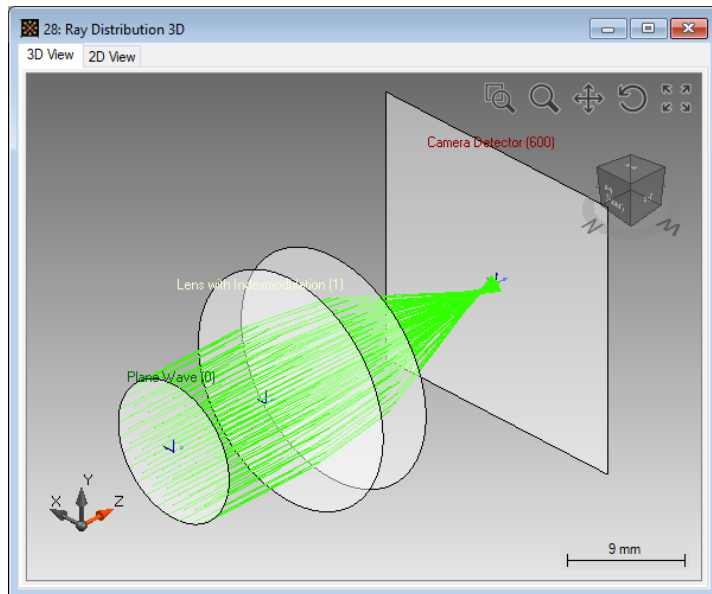 28: Ray Distribution 3D
3D View
2D View
Camera Detector (600)
Lens with Indexmodulation (1)
Plane Wave (0)
Y
X
Z
9 mm